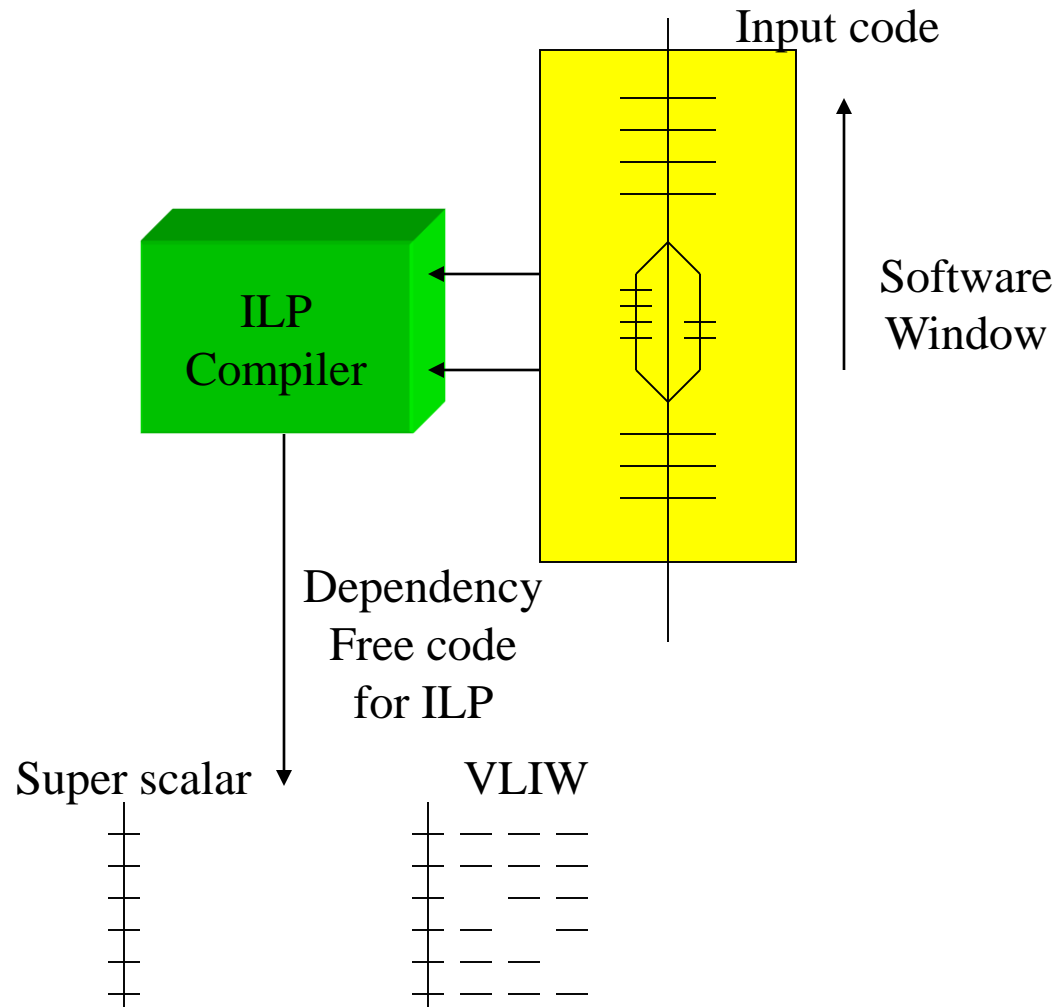 Input code
ILP
Compiler
Software
Window
Dependency
Free code
for ILP
Super scalar
VLIW